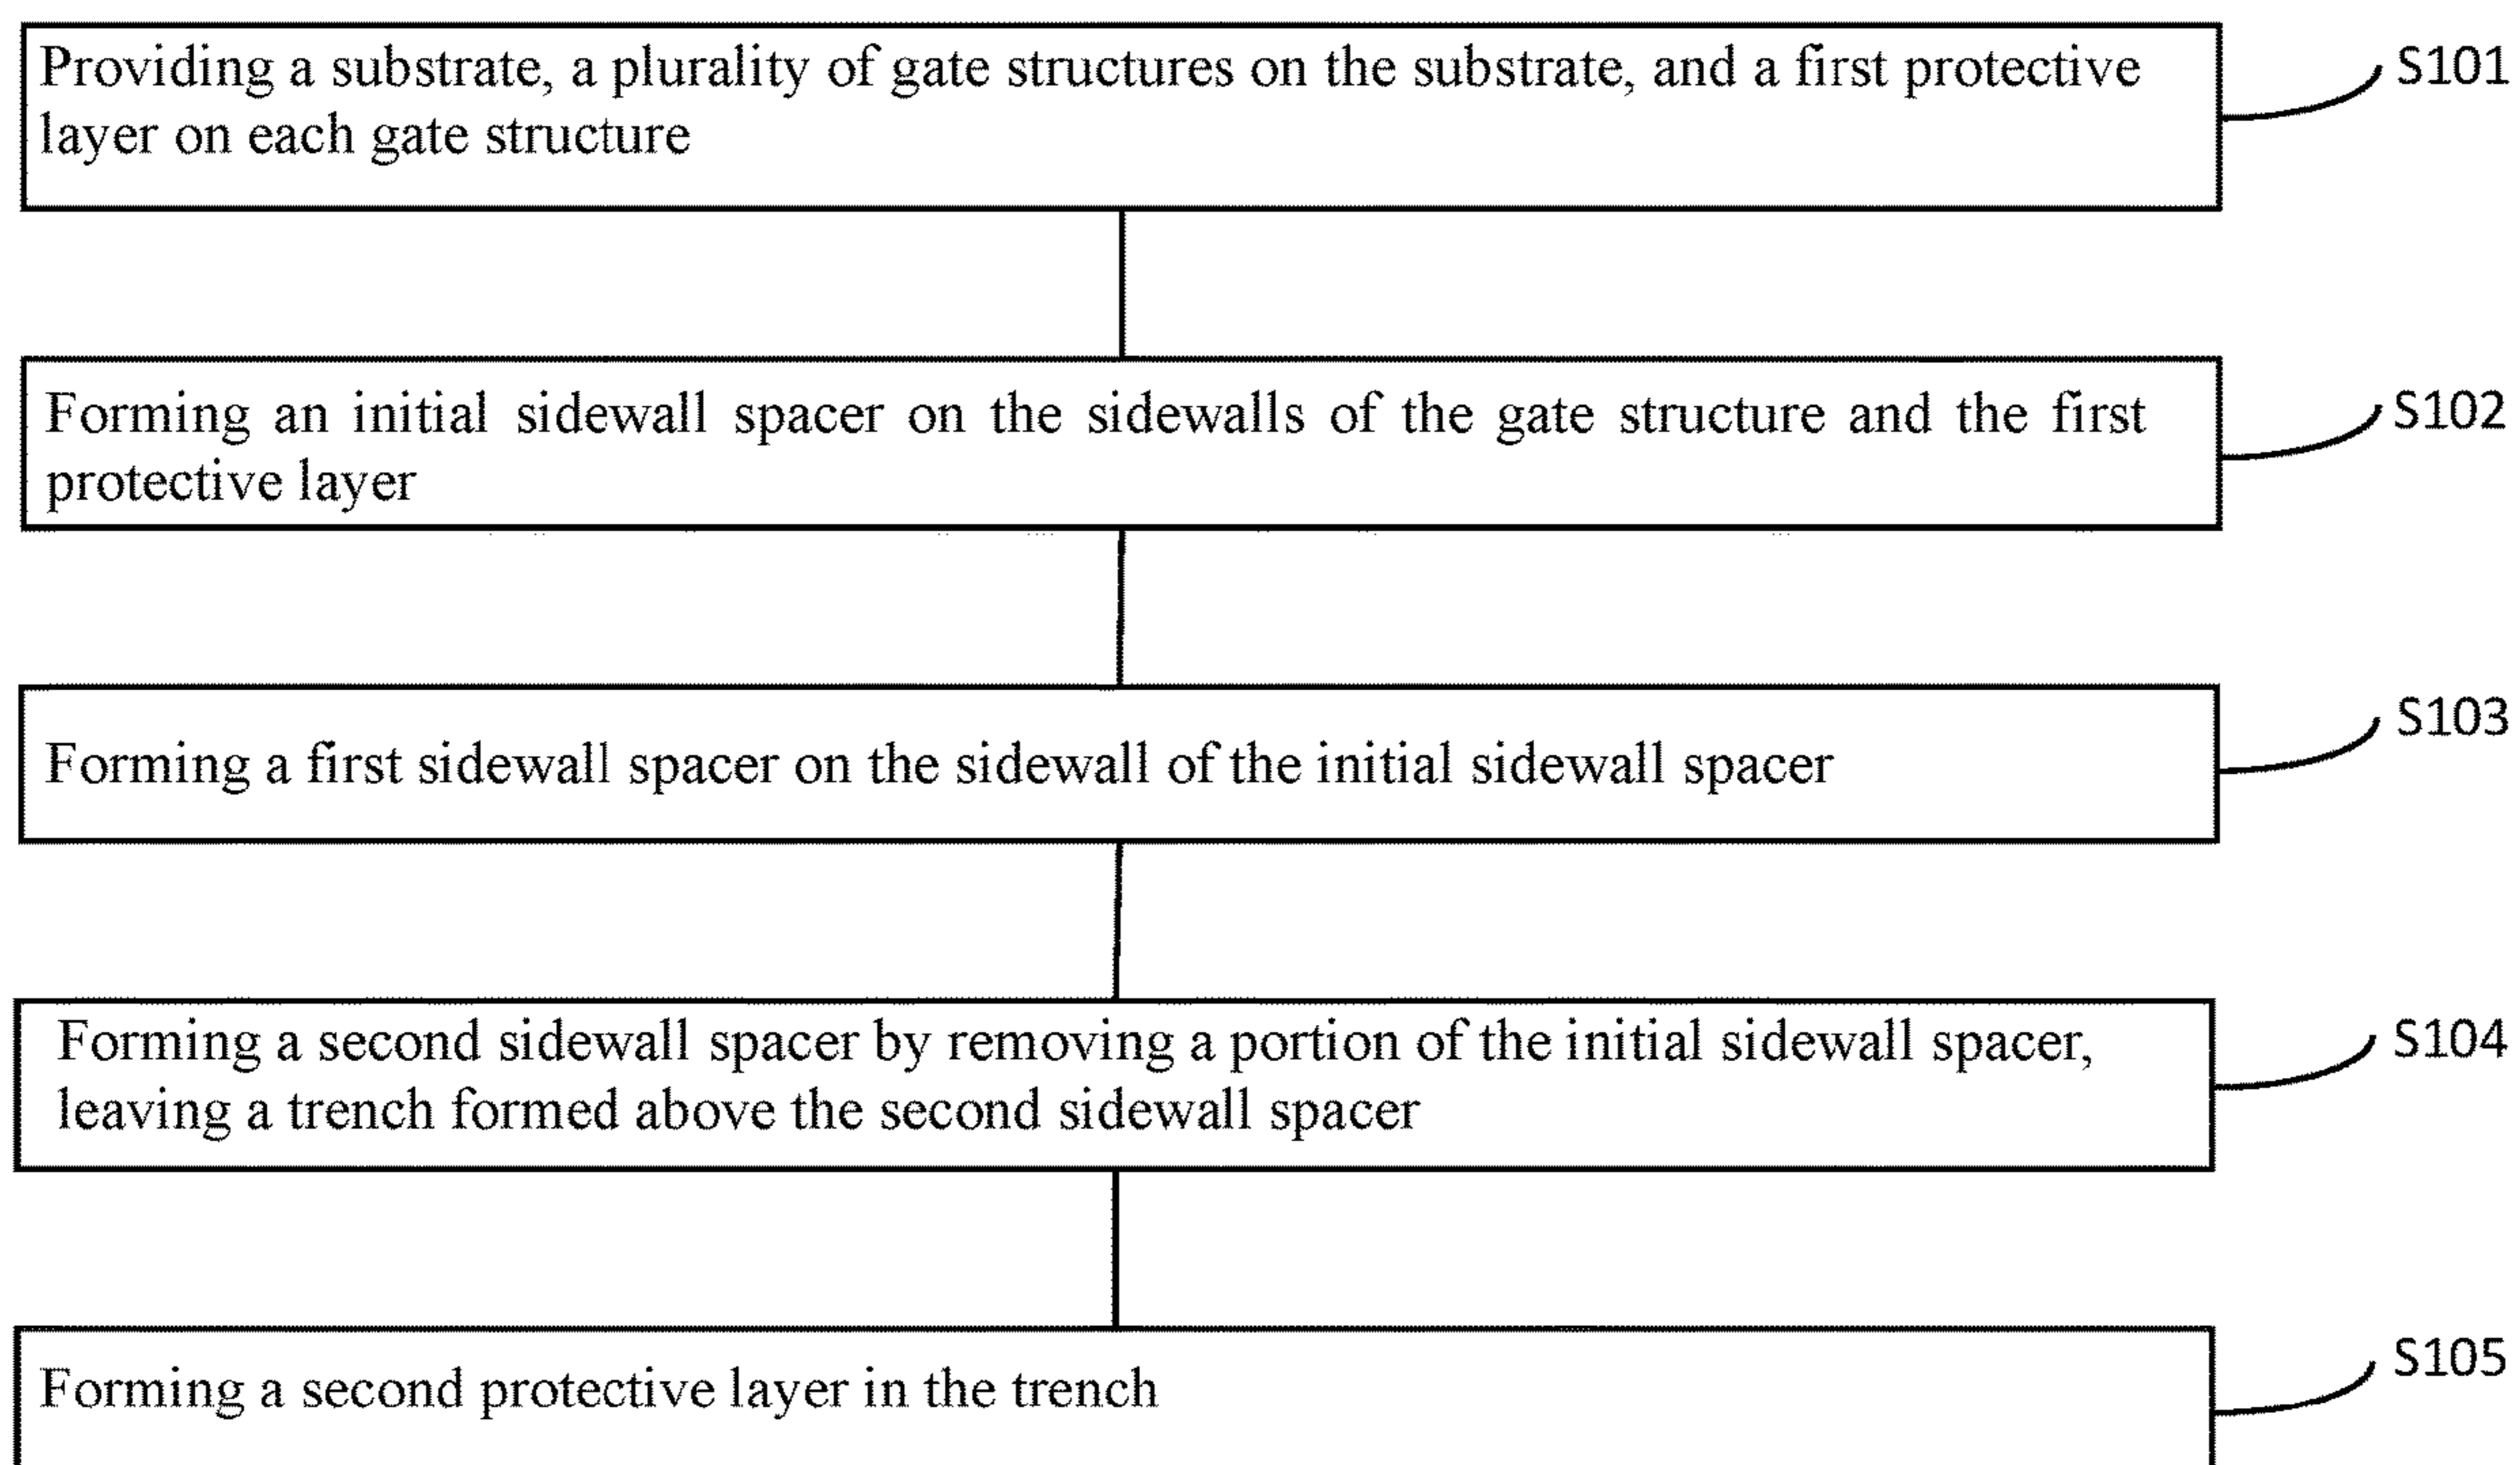 Providing a substrate, a plurality of gate structures on the substrate, and a first protective
layer on each gate structure
S101
Forming an initial sidewall spacer on the sidewalls of the gate structure and the first
protective layer
S102
Forming a first sidewall spacer on the sidewall of the initial sidewall spacer
S103
Forming a second sidewall spacer by removing a portion of the initial sidewall spacer,
leaving a trench formed above the second sidewall spacer
S104
Forming a second protective layer in the trench
S105